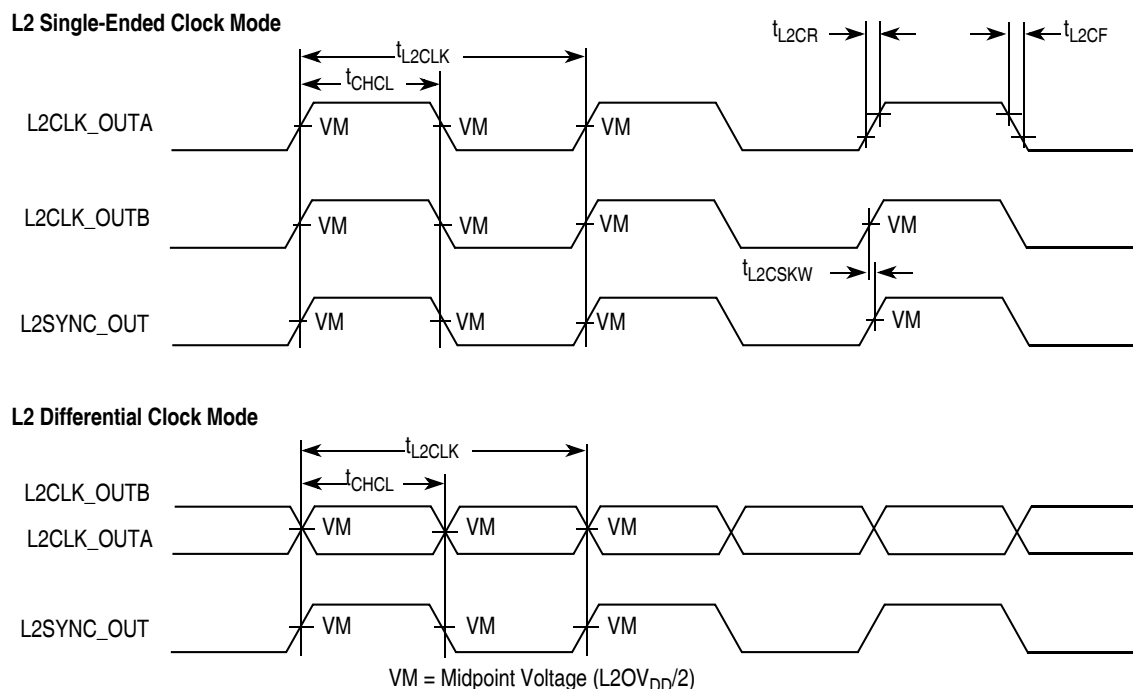 L2 Single-Ended Clock Mode
tL2CLK
tL2CR
tL2CF
tCHCL
L2CLK_OUTA
VM VM VM
L2CLK_OUTB
VM VM VM VM
tL2CSKW
L2SYNC_OUT
VM VM VM VM
L2 Differential Clock Mode
tL2CLK
tCHCL
L2CLK_OUTB
L2CLK_OUTA
VM VM VM
L2SYNC_OUT
VM VM VM
VM = Midpoint Voltage (L2OVDD/2)